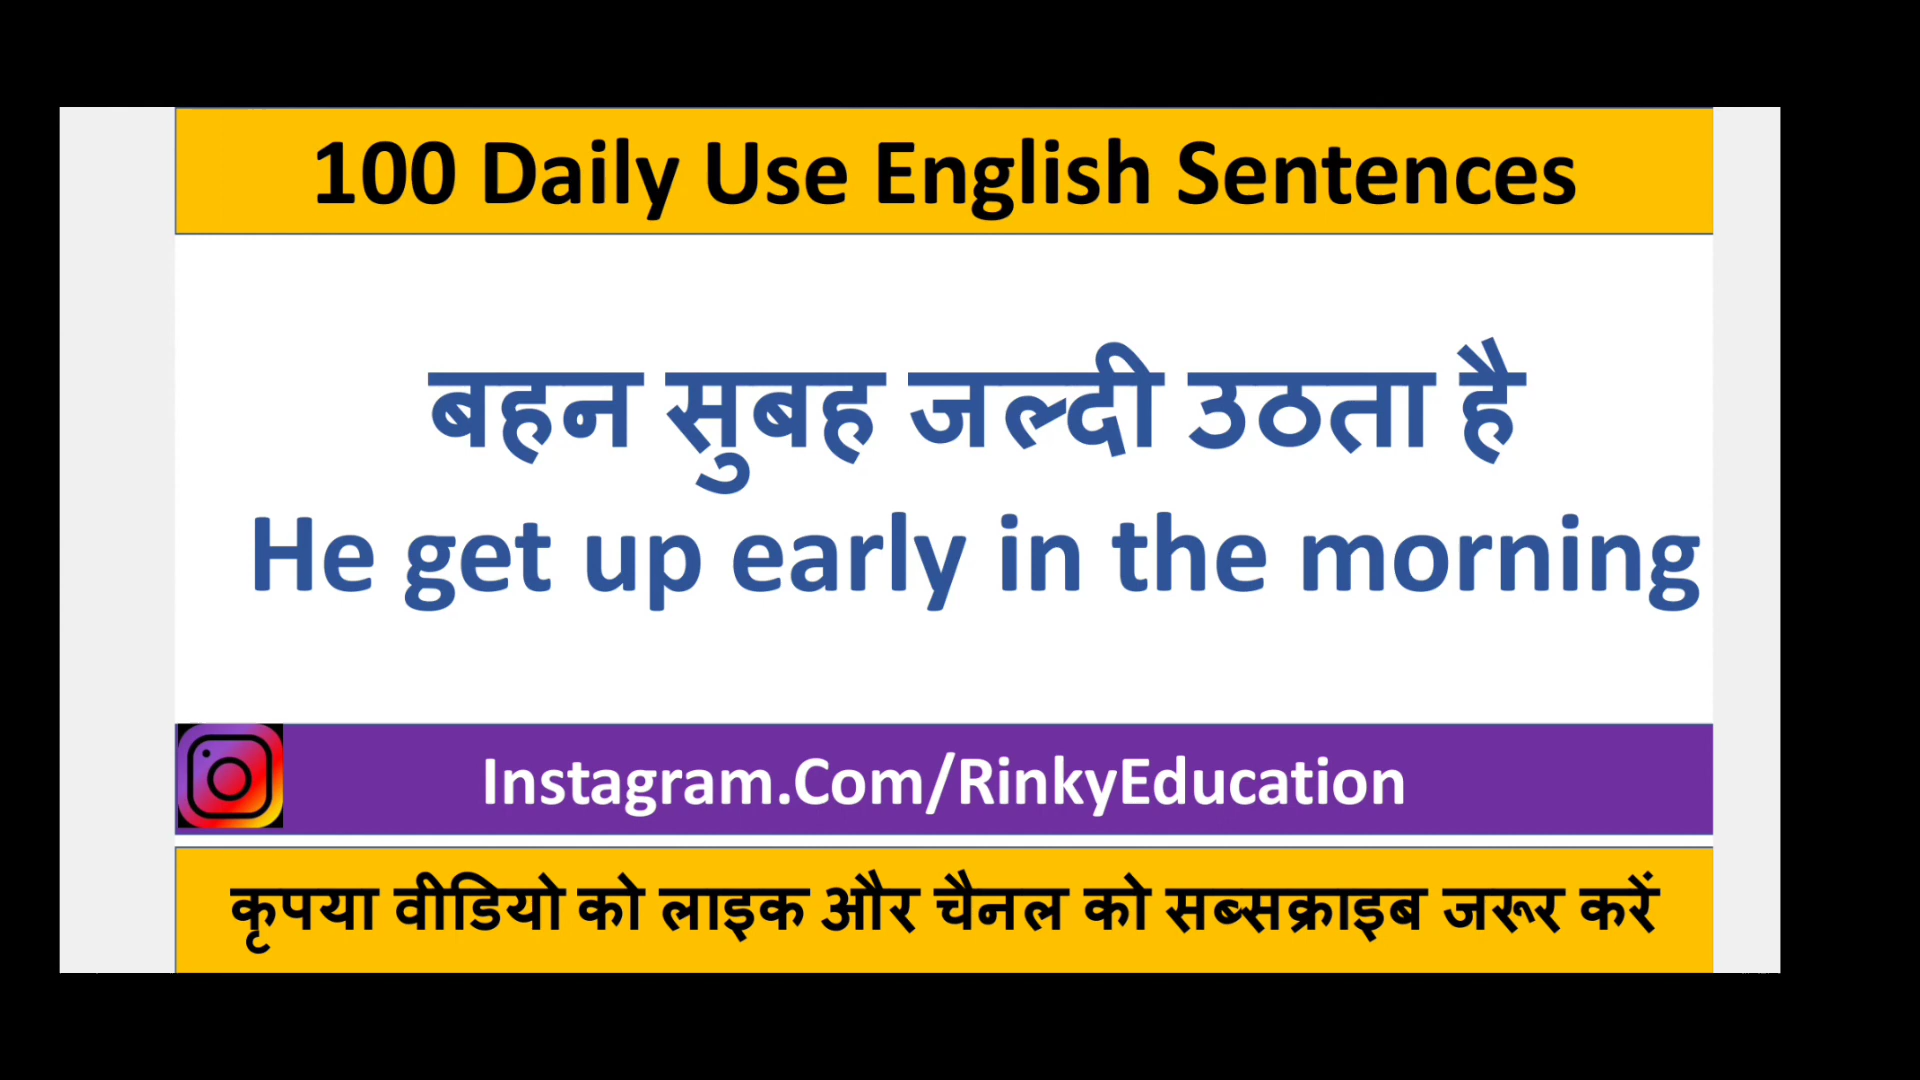 100 Daily Use English Sentences
बहन सुबह जल्दी उठता है
He get up early in the morning
Instagram.Com/RinkyEducation
कृपया वीडियो को लाइक और चैनल को सब्सक्राइब जरूर करें